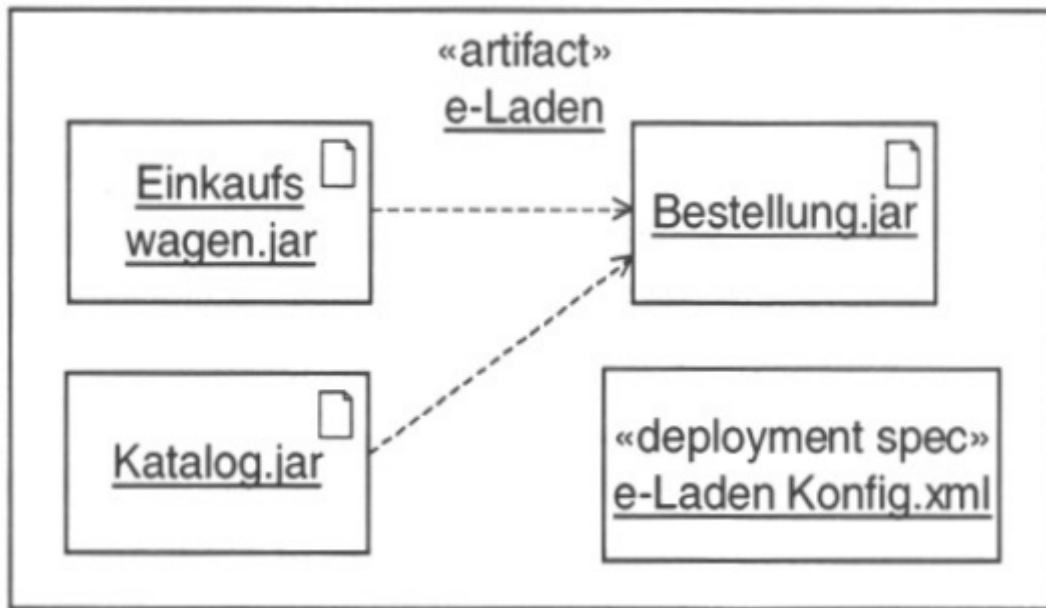 «artifact»
e-Laden
Einkaufs
wagen.jar
Bestellung.jar
Katalog.jar
«deployment spec»
e-Laden Konfig.xml